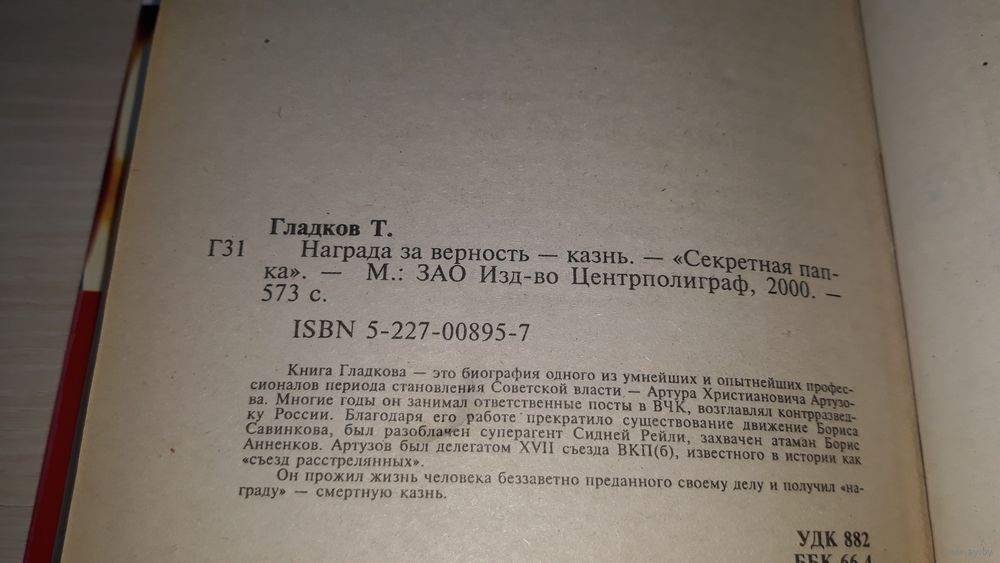 Гладков Т.
Г31 Награда за верность — казнь. — «Секретная пап-
ка». — М.: ЗАО Изд-во Центрполиграф, 2000. —
573 с.
ISBN 5-227-00895-7
Книга Гладкова — это биография одного из умнейших и опытнейших профес-
сионалов периода становления Советской власти — Артура Христиановича Артузо-
ва. Многие годы он занимал ответственные посты в ВЧК, возглавлял контрразвед-
ку России. Благодаря его работе прекратило существование движение Бориса
Савинкова, был разоблачен суперагент Сидней Рейли, захвачен атаман Борис
Анненков. Артузов был делегатом XVII съезда ВКП(б), известного в истории как
«съезд расстрелянных».
Он прожил жизнь человека беззаветно преданного своему делу и получил «на-
граду» — смертную казнь.
УДК 882
ББК 66.4